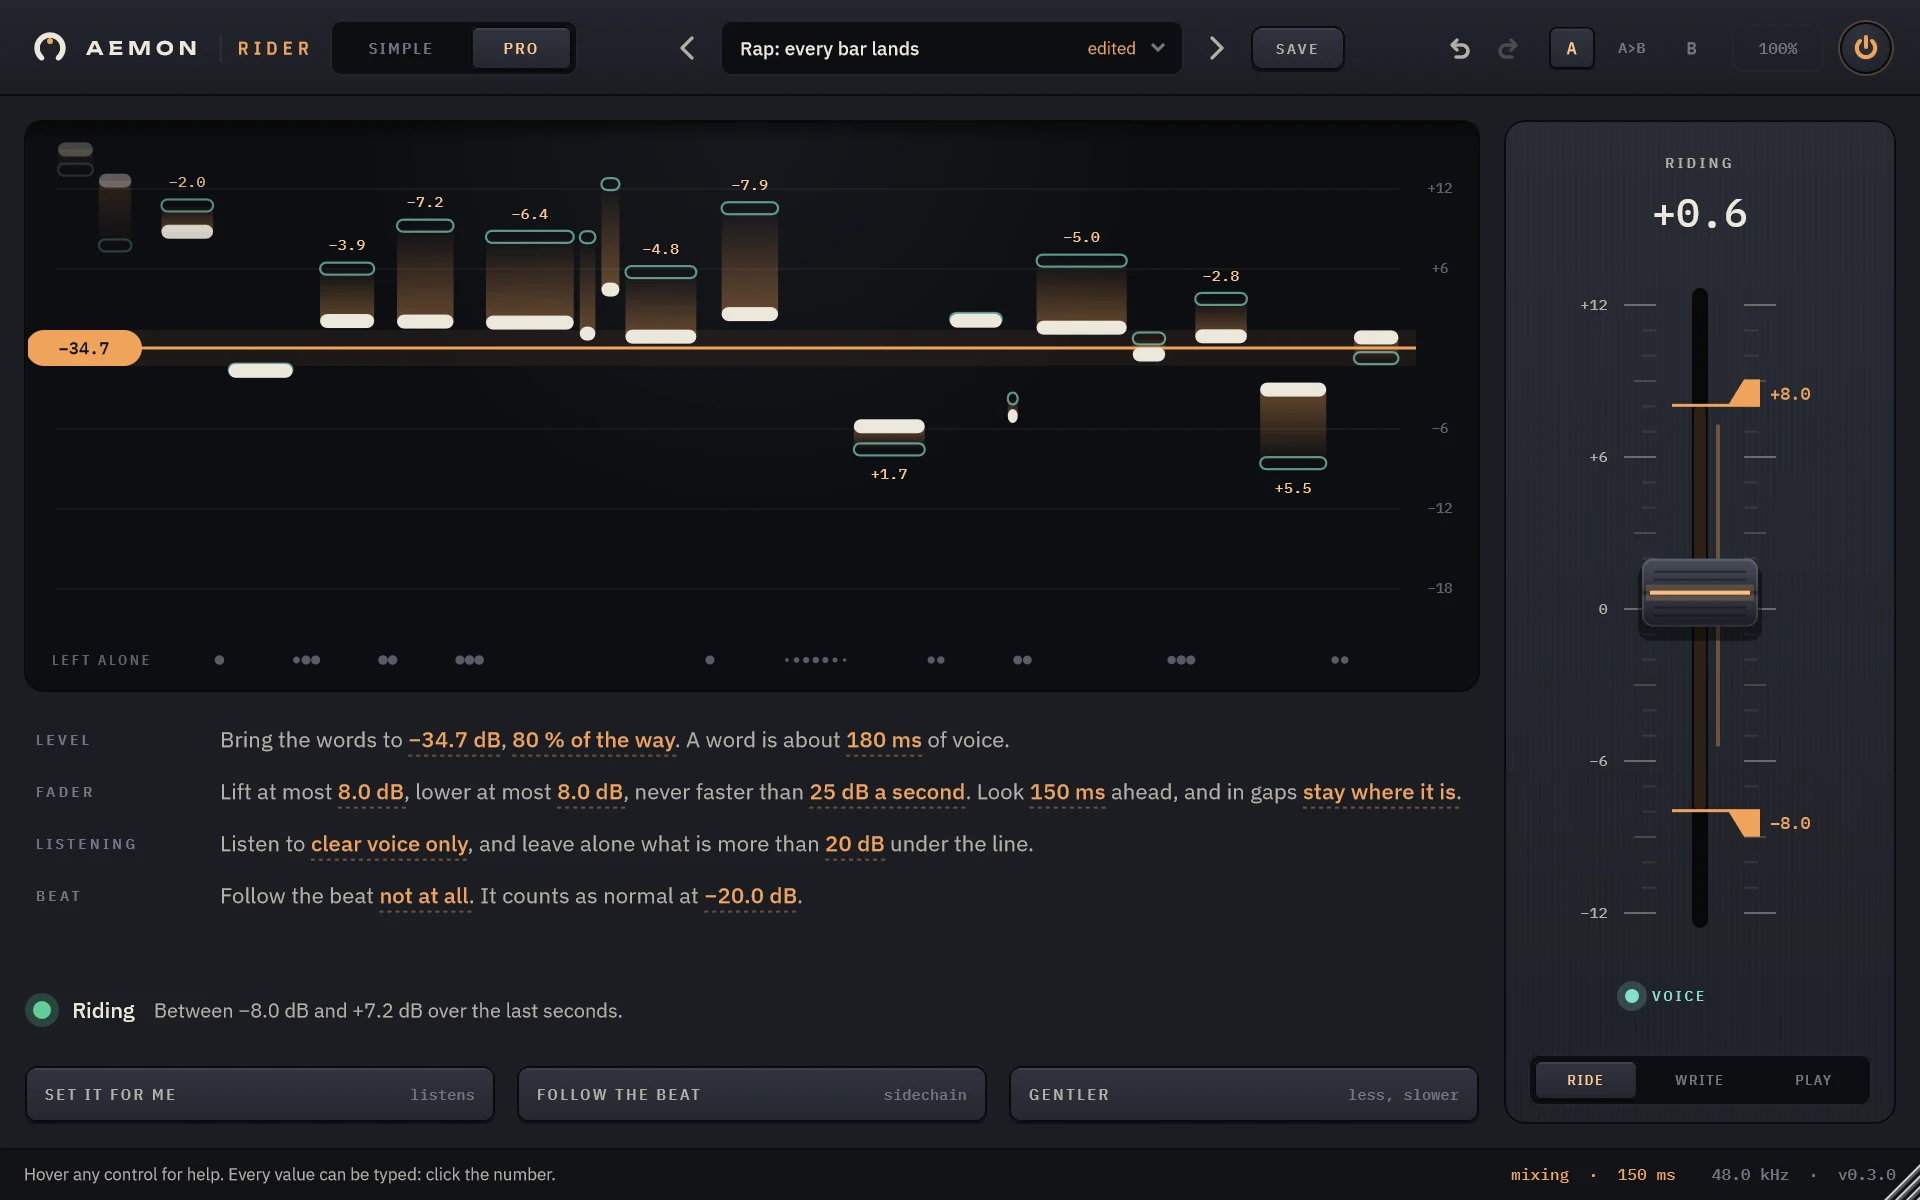 AEMON RIDER SIMPLE PRO Rap: every bar lands edited SAVE A A>B B 100%
−2.0
−3.9
−7.2
−6.4
−4.8
−7.9
+1.7
−5.0
−2.8
+5.5
+12
+6
−6
−12
−18
−34.7
LEFT ALONE
LEVEL Bring the words to −34.7 dB, 80 % of the way. A word is about 180 ms of voice.
FADER Lift at most 8.0 dB, lower at most 8.0 dB, never faster than 25 dB a second. Look 150 ms ahead, and in gaps stay where it is.
LISTENING Listen to clear voice only, and leave alone what is more than 20 dB under the line.
BEAT Follow the beat not at all. It counts as normal at −20.0 dB.
Riding Between −8.0 dB and +7.2 dB over the last seconds.
SET IT FOR ME listens
FOLLOW THE BEAT sidechain
GENTLER less, slower
RIDING
+0.6
+12
+8.0
+6
0
−6
−8.0
−12
VOICE
RIDE WRITE PLAY
Hover any control for help. Every value can be typed: click the number.
mixing · 150 ms 48.0 kHz · v0.3.0